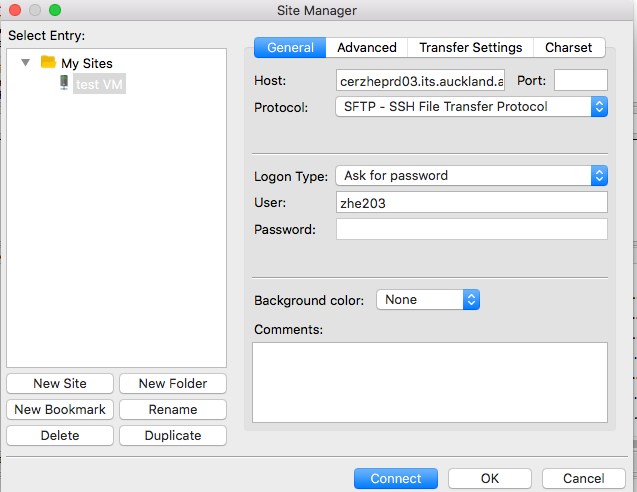 Site Manager
Select Entry:
My Sites
test VM
New Site New Folder
New Bookmark Rename
Delete Duplicate
General Advanced Transfer Settings Charset
Host: cerzheprd03.its.auckland.a Port:
Protocol: SFTP - SSH File Transfer Protocol
Logon Type: Ask for password
User: zhe203
Password:
Background color: None
Comments:
Connect OK Cancel